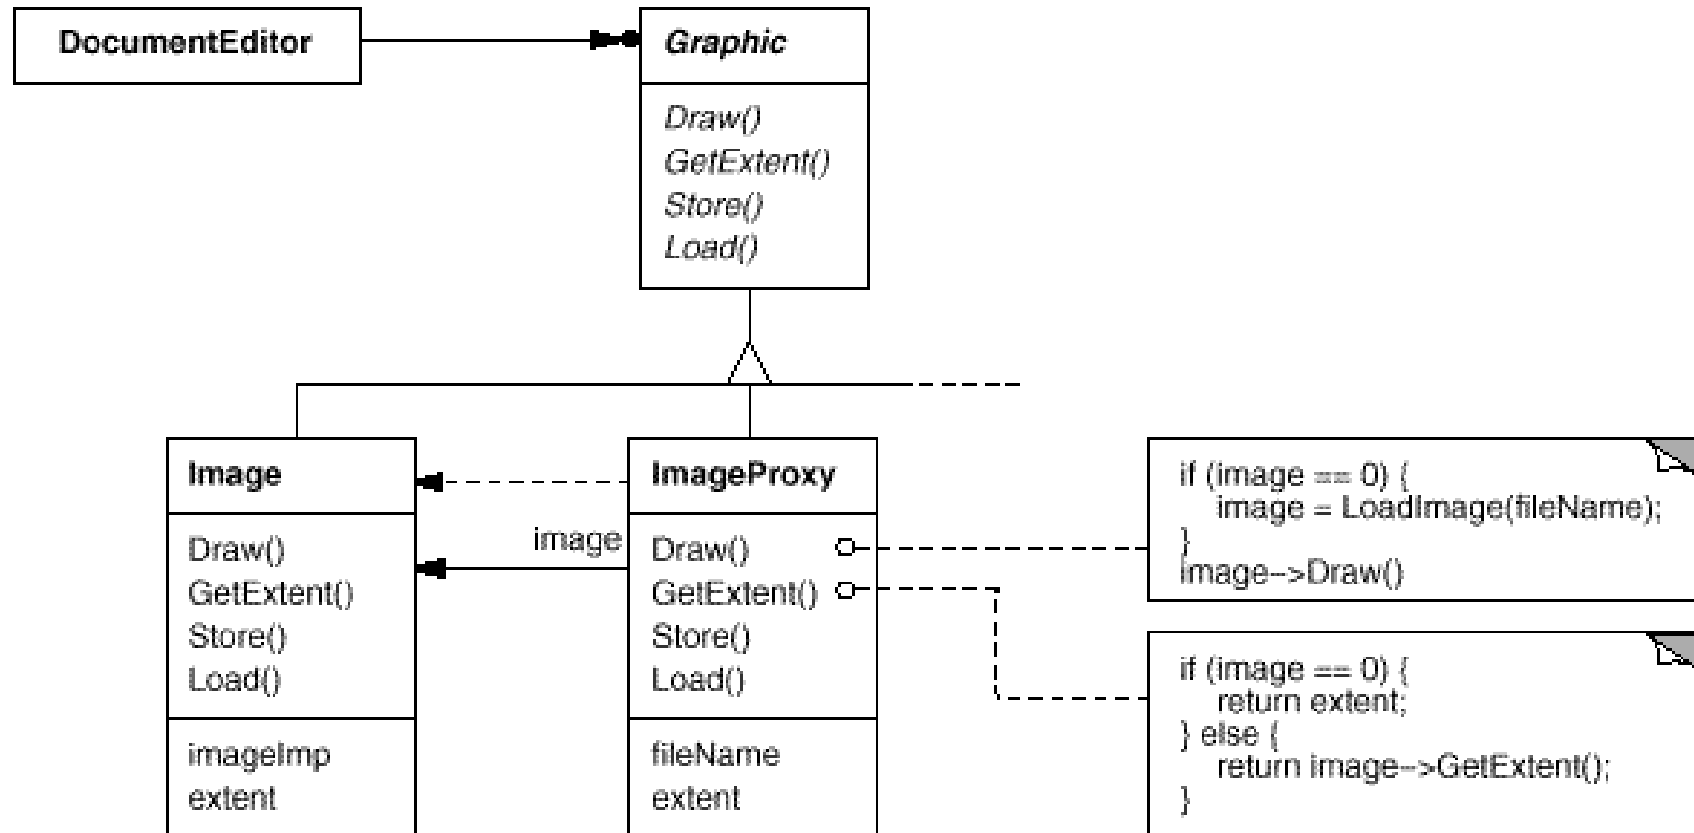 DocumentEditor
Graphic
Draw()
GetExtent()
Store()
Load()
Image
Draw()
GetExtent()
Store()
Load()
imageImp
extent
image
ImageProxy
Draw()
GetExtent()
Store()
Load()
fileName
extent
if (image == 0) {
image = LoadImage(fileName);
}
image->Draw()
if (image == 0) {
return extent;
} else {
return image->GetExtent();
}